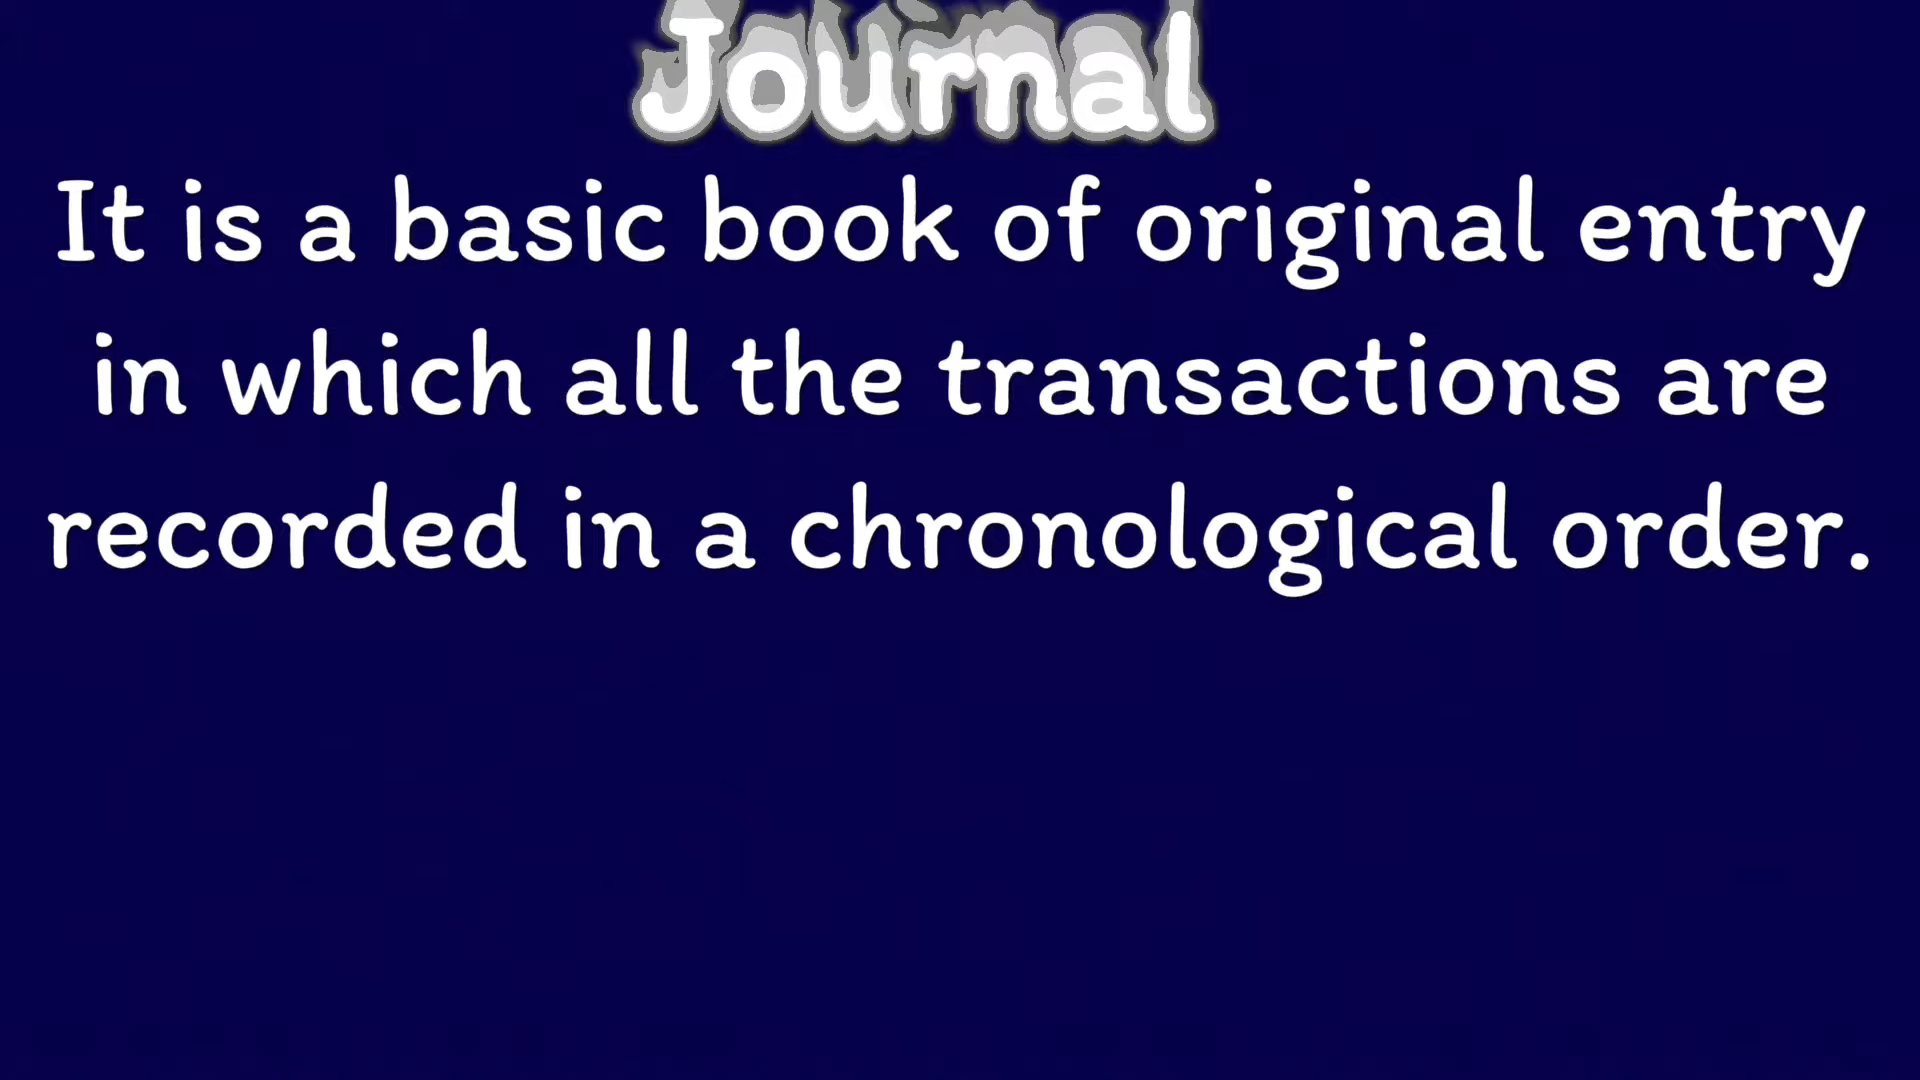 Journal
It is a basic book of original entry
in which all the transactions are
recorded in a chronological order.